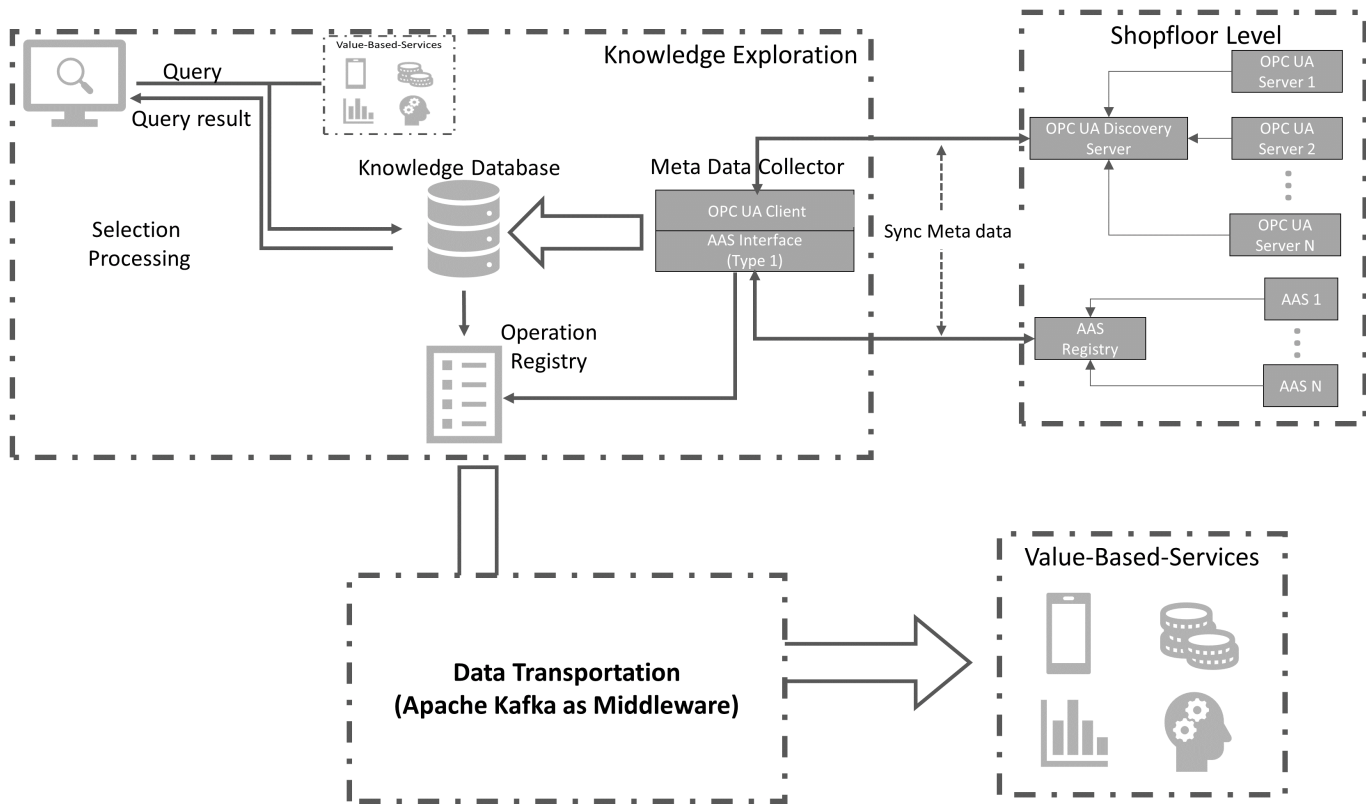 Value-Based-Services
Knowledge Exploration
Query
Query result
Knowledge Database
Meta Data Collector
OPC UA Client
AAS Interface
(Type 1)
Selection
Processing
Operation
Registry
Sync Meta data
Shopfloor Level
OPC UA
Server 1
OPC UA Discovery
Server
OPC UA
Server 2
OPC UA
Server N
AAS 1
AAS
Registry
AAS N
Data Transportation
(Apache Kafka as Middleware)
Value-Based-Services